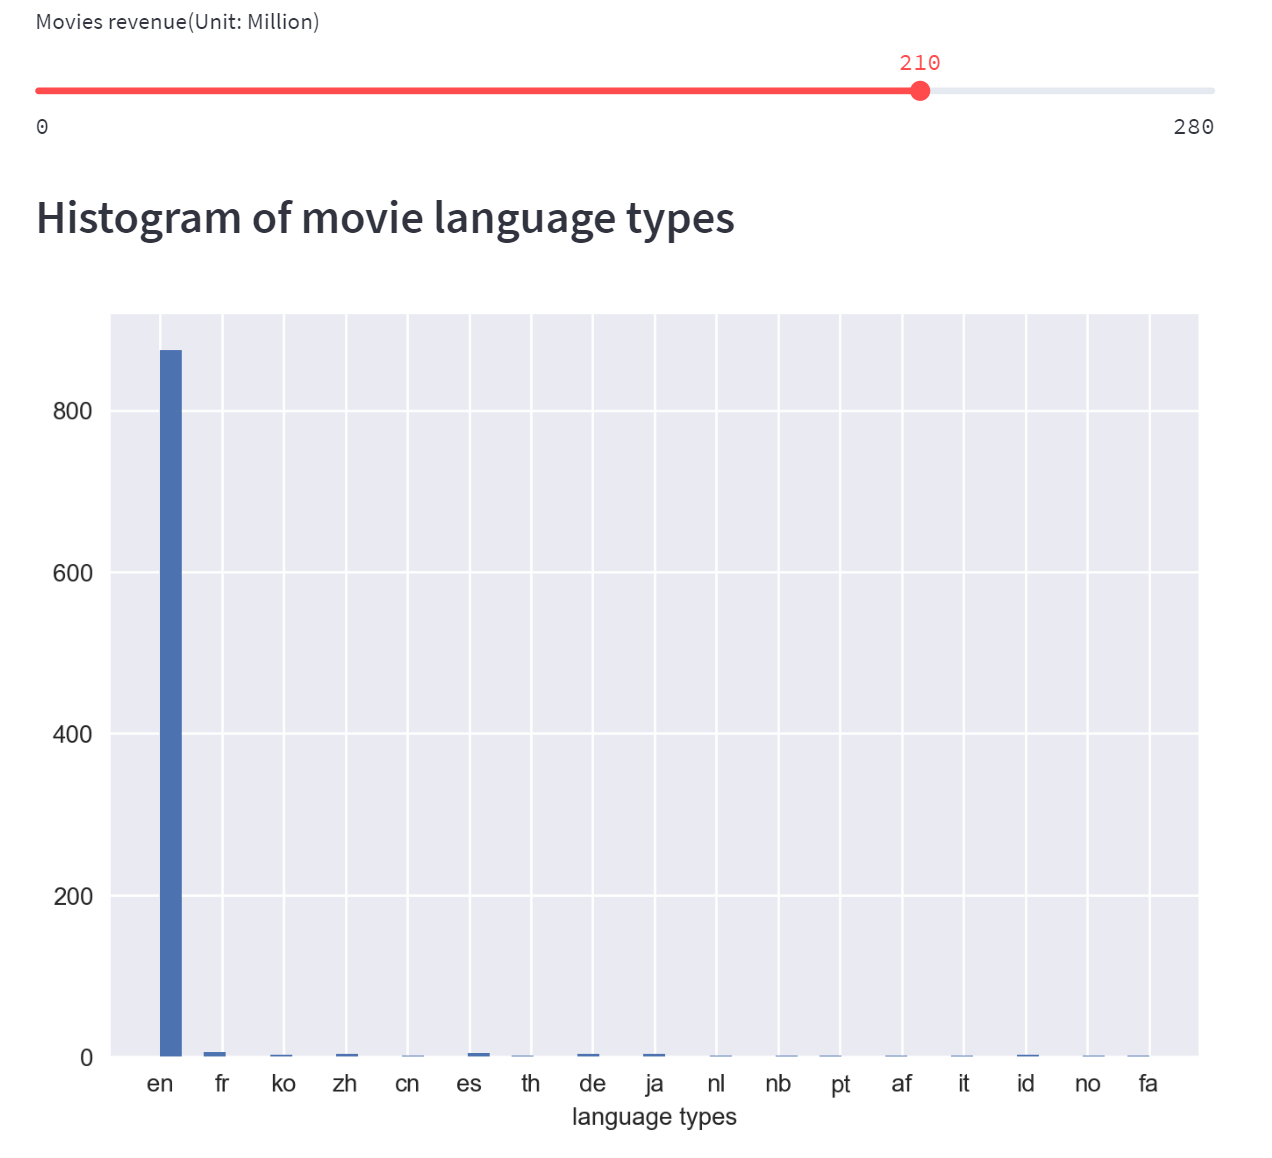 Movies revenue(Unit: Million)
210
0 280
Histogram of movie language types
800
600
400
200
0
en fr ko zh cn es th de ja nl nb pt af it id no fa
language types